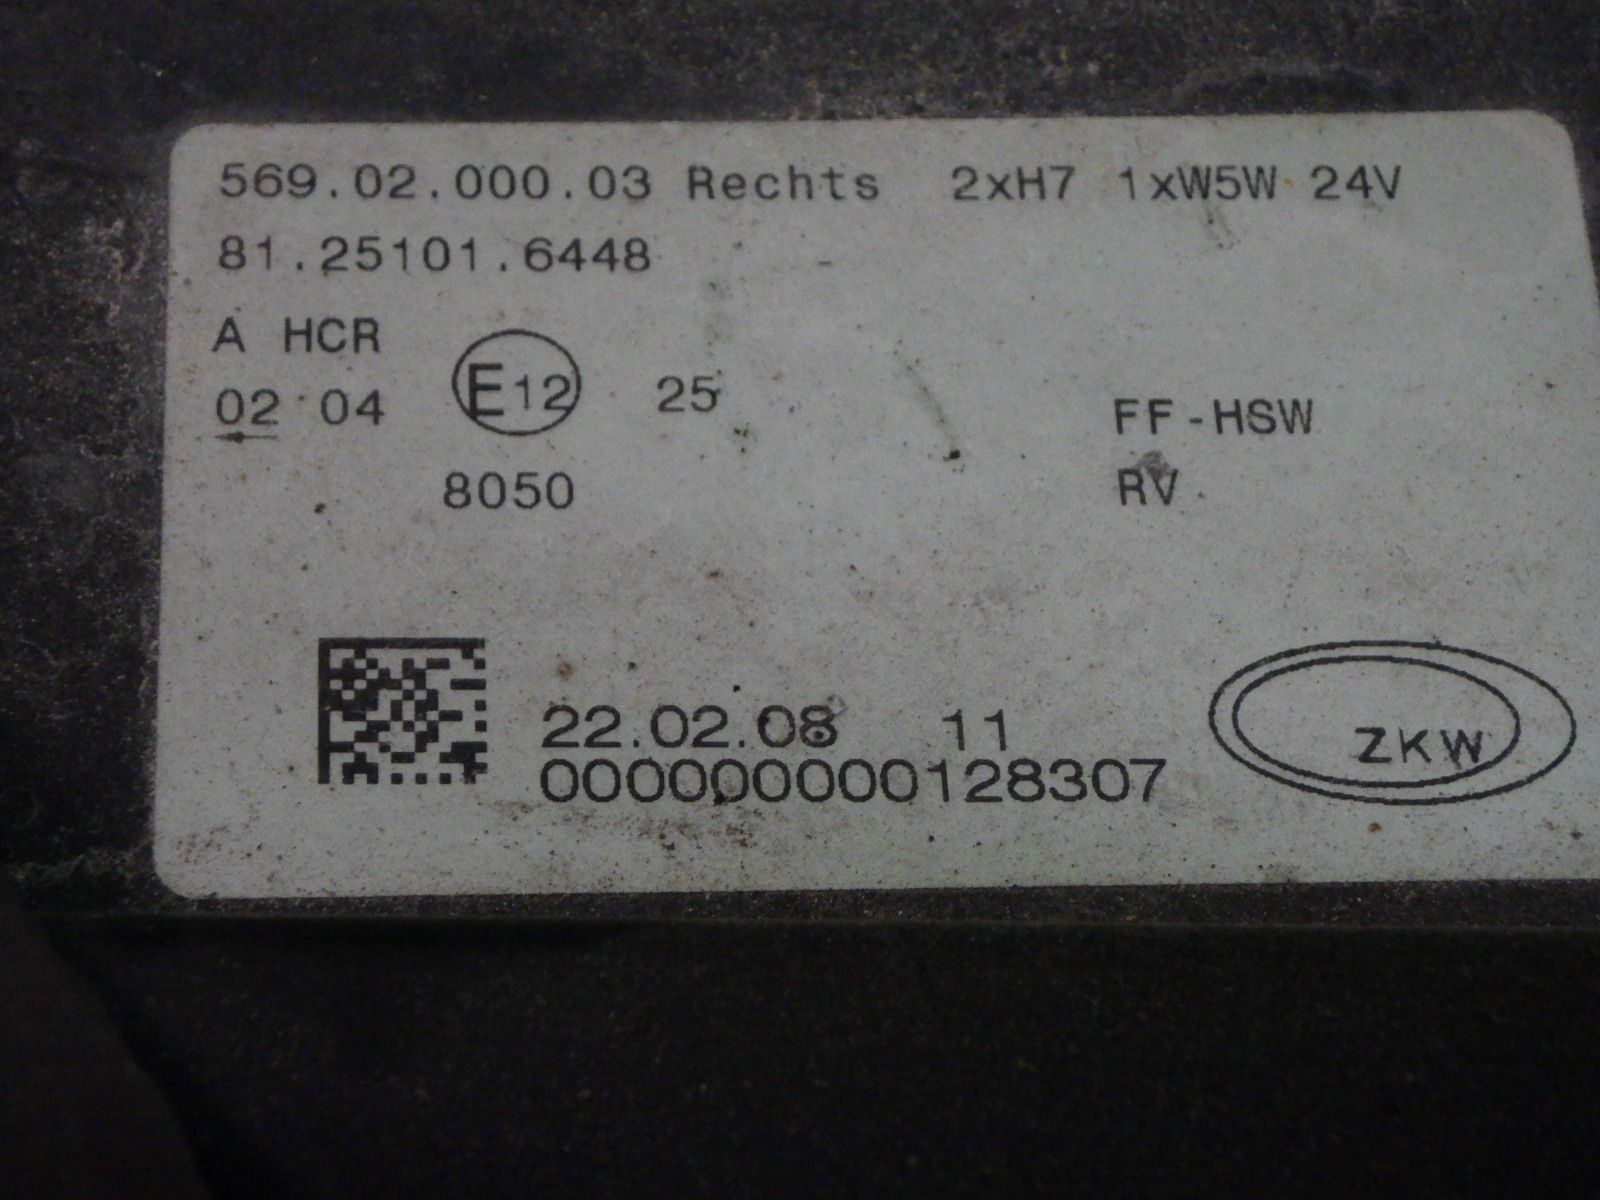 569.02.000.03 Rechts 2xH7 1xW5W 24V
81.25101.6448
A HCR
02 04 E12 25 FF-HSW
←
8050 RV
22.02.08 11
000000000128307
ZKW